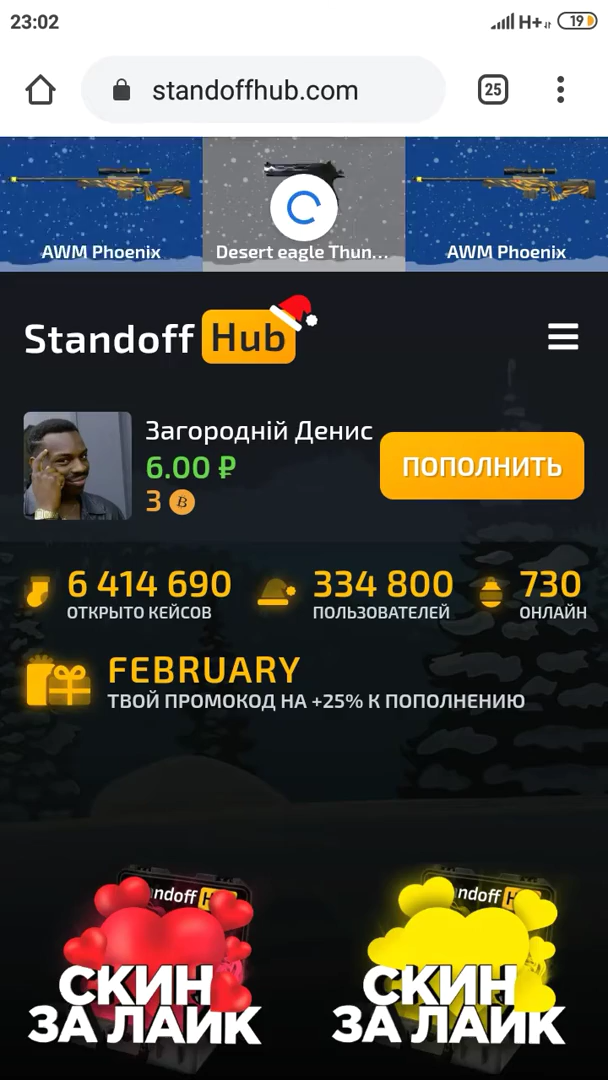 23:02
H+
19
standoffhub.com
25
AWM Phoenix
Desert eagle Thun...
AWM Phoenix
Standoff Hub
Загородній Денис
6.00 ₽
3
ПОПОЛНИТЬ
6 414 690
ОТКРЫТО КЕЙСОВ
334 800
ПОЛЬЗОВАТЕЛЕЙ
730
ОНЛАЙН
FEBRUARY
ТВОЙ ПРОМОКОД НА +25% К ПОПОЛНЕНИЮ
ndoff H
СКИН
ЗА ЛАЙК
ndoff H
СКИН
ЗА ЛАЙК